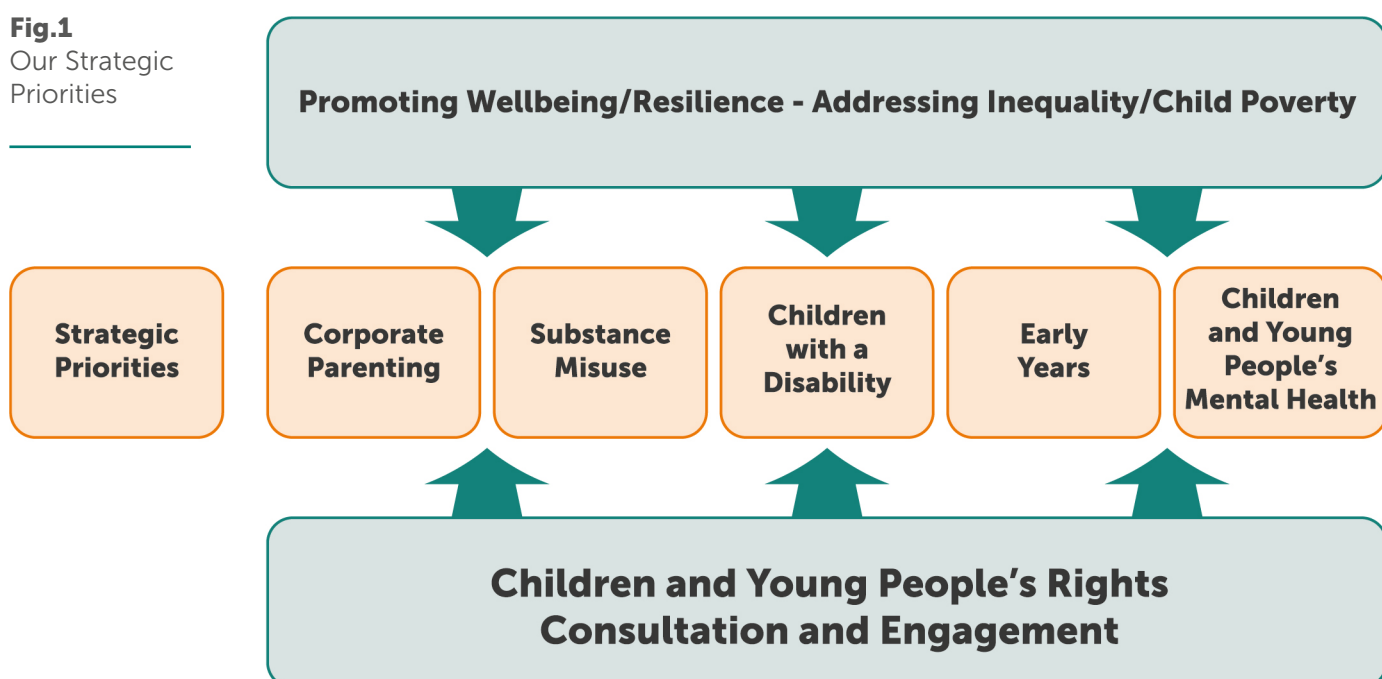 Fig.1
Our Strategic
Priorities
Promoting Wellbeing/Resilience - Addressing Inequality/Child Poverty
Strategic
Priorities
Corporate
Parenting
Substance
Misuse
Children
with a
Disability
Early
Years
Children
and Young
People’s
Mental Health
Children and Young People’s Rights
Consultation and Engagement